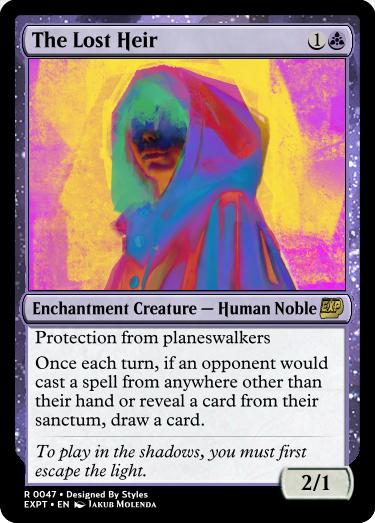 The Lost Heir 1
Enchantment Creature — Human Noble EXP
Protection from planeswalkers
Once each turn, if an opponent would
cast a spell from anywhere other than
their hand or reveal a card from their
sanctum, draw a card.
To play in the shadows, you must first
escape the light.
2/1
R 0047 • Designed By Styles
EXPT • EN Jakub Molenda